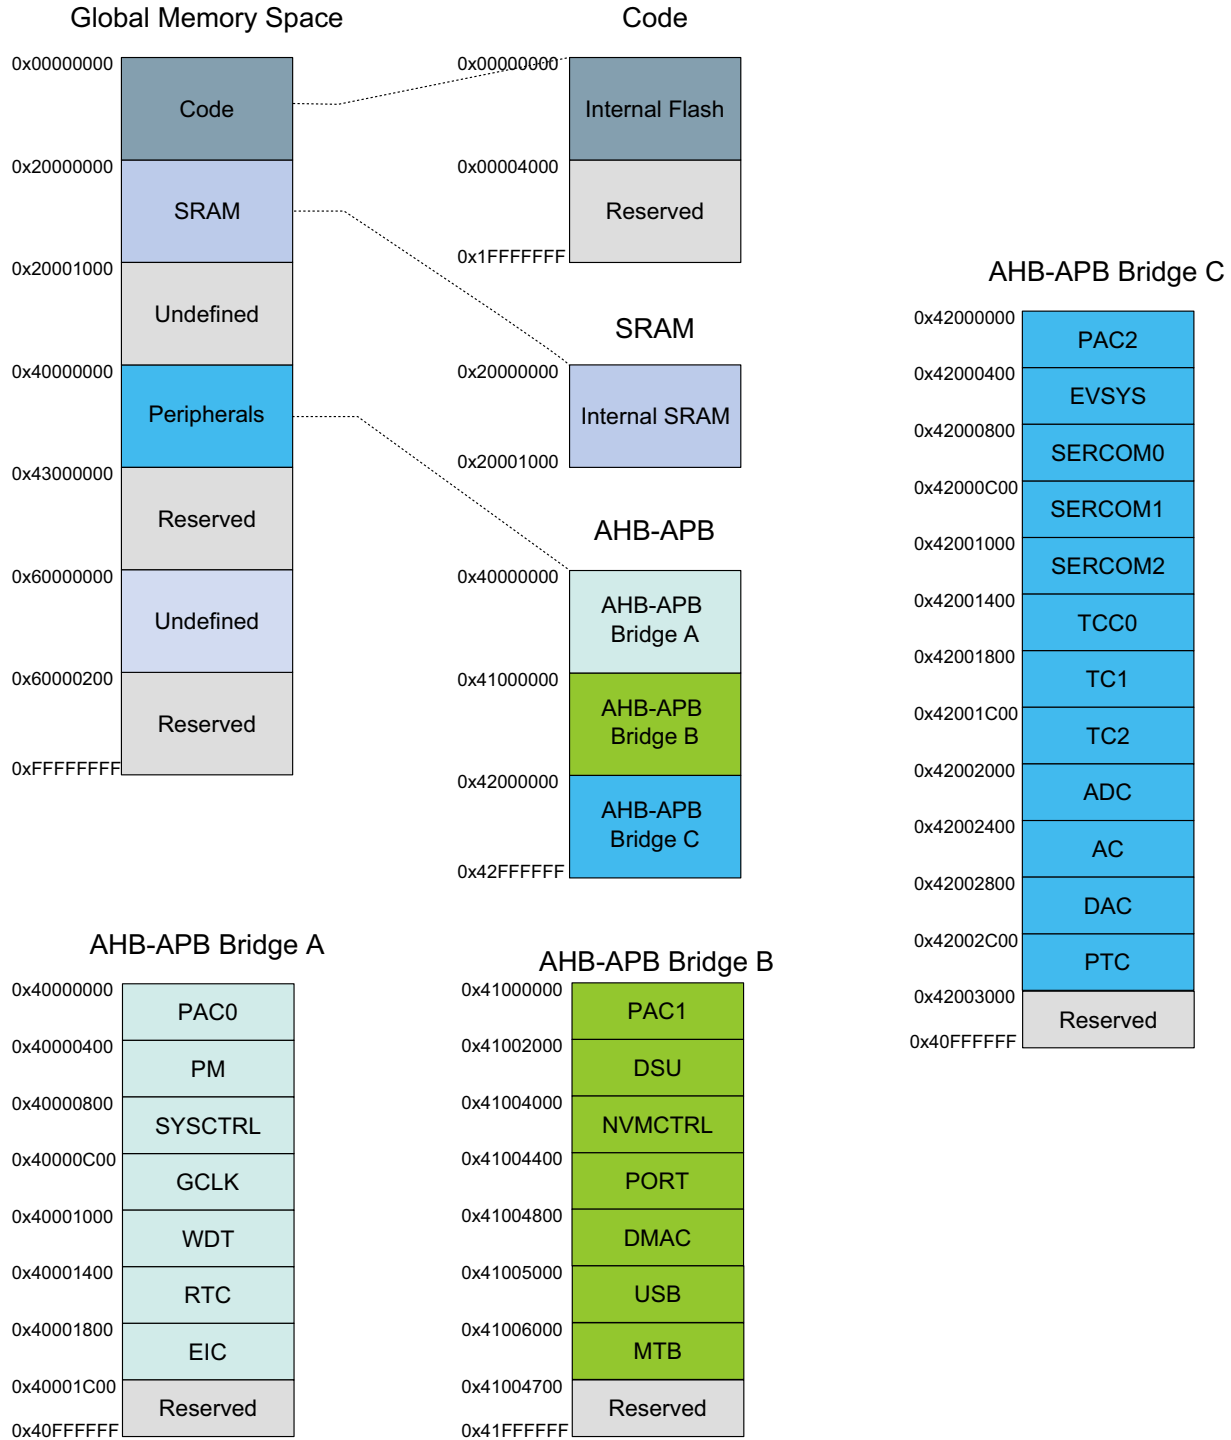 Global Memory Space
0x00000000
Code
0x20000000
SRAM
0x20001000
Undefined
0x40000000
Peripherals
0x43000000
Reserved
0x60000000
Undefined
0x60000200
Reserved
0xFFFFFFFF
Code
0x00000000
Internal Flash
0x00004000
Reserved
0x1FFFFFFF
SRAM
0x20000000
Internal SRAM
0x20001000
AHB-APB
0x40000000
AHB-APB
Bridge A
0x41000000
AHB-APB
Bridge B
0x42000000
AHB-APB
Bridge C
0x42FFFFFF
AHB-APB Bridge C
0x42000000
PAC2
0x42000400
EVSYS
0x42000800
SERCOM0
0x42000C00
SERCOM1
0x42001000
SERCOM2
0x42001400
TCC0
0x42001800
TC1
0x42001C00
TC2
0x42002000
ADC
0x42002400
AC
0x42002800
DAC
0x42002C00
PTC
0x42003000
Reserved
0x40FFFFFF
AHB-APB Bridge A
0x40000000
PAC0
0x40000400
PM
0x40000800
SYSCTRL
0x40000C00
GCLK
0x40001000
WDT
0x40001400
RTC
0x40001800
EIC
0x40001C00
Reserved
0x40FFFFFF
AHB-APB Bridge B
0x41000000
PAC1
0x41002000
DSU
0x41004000
NVMCTRL
0x41004400
PORT
0x41004800
DMAC
0x41005000
USB
0x41006000
MTB
0x41004700
Reserved
0x41FFFFFF